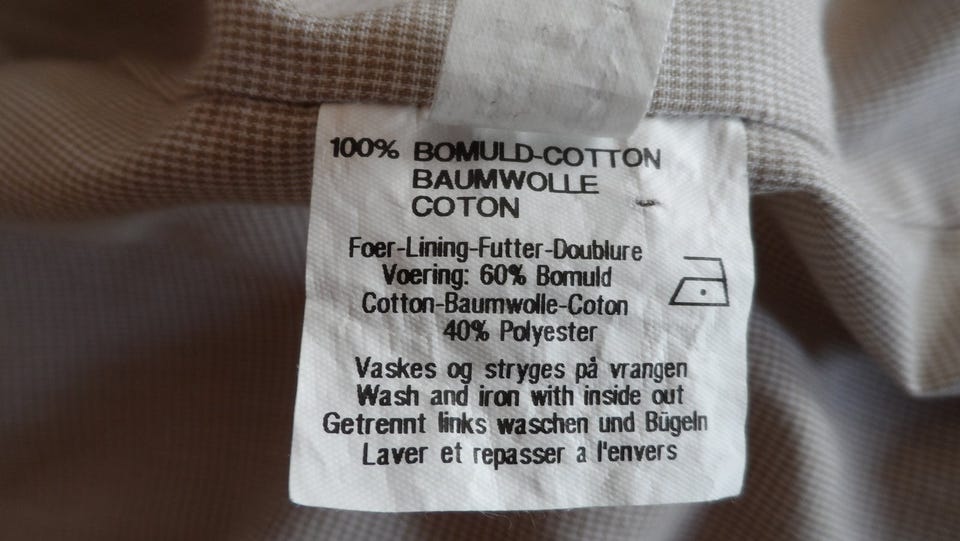 100% BOMULD-COTTON
BAUMWOLLE
COTON
Foer-Lining-Futter-Doublure
Voering: 60% Bomuld
Cotton-Baumwolle-Coton
40% Polyester
Vaskes og stryges på vrangen
Wash and iron with inside out
Getrennt links waschen und Bügeln
Laver et repasser a l'envers